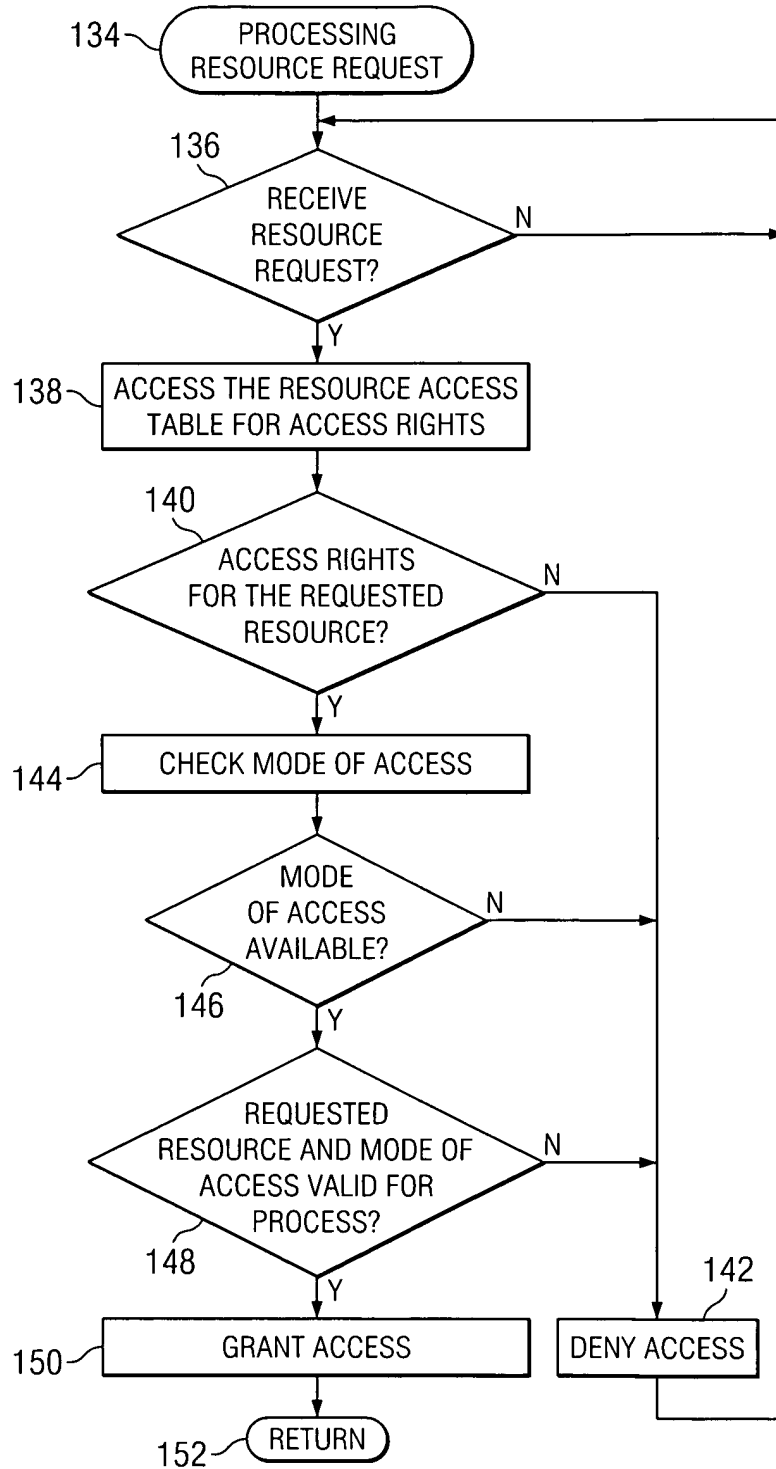 134
PROCESSING
RESOURCE REQUEST
136
RECEIVE
RESOURCE
REQUEST?
N
Y
138
ACCESS THE RESOURCE ACCESS
TABLE FOR ACCESS RIGHTS
140
ACCESS RIGHTS
FOR THE REQUESTED
RESOURCE?
N
Y
144
CHECK MODE OF ACCESS
MODE
OF ACCESS
AVAILABLE?
N
146
Y
REQUESTED
RESOURCE AND MODE OF
ACCESS VALID FOR
PROCESS?
N
148
Y
142
150
GRANT ACCESS
DENY ACCESS
152
RETURN